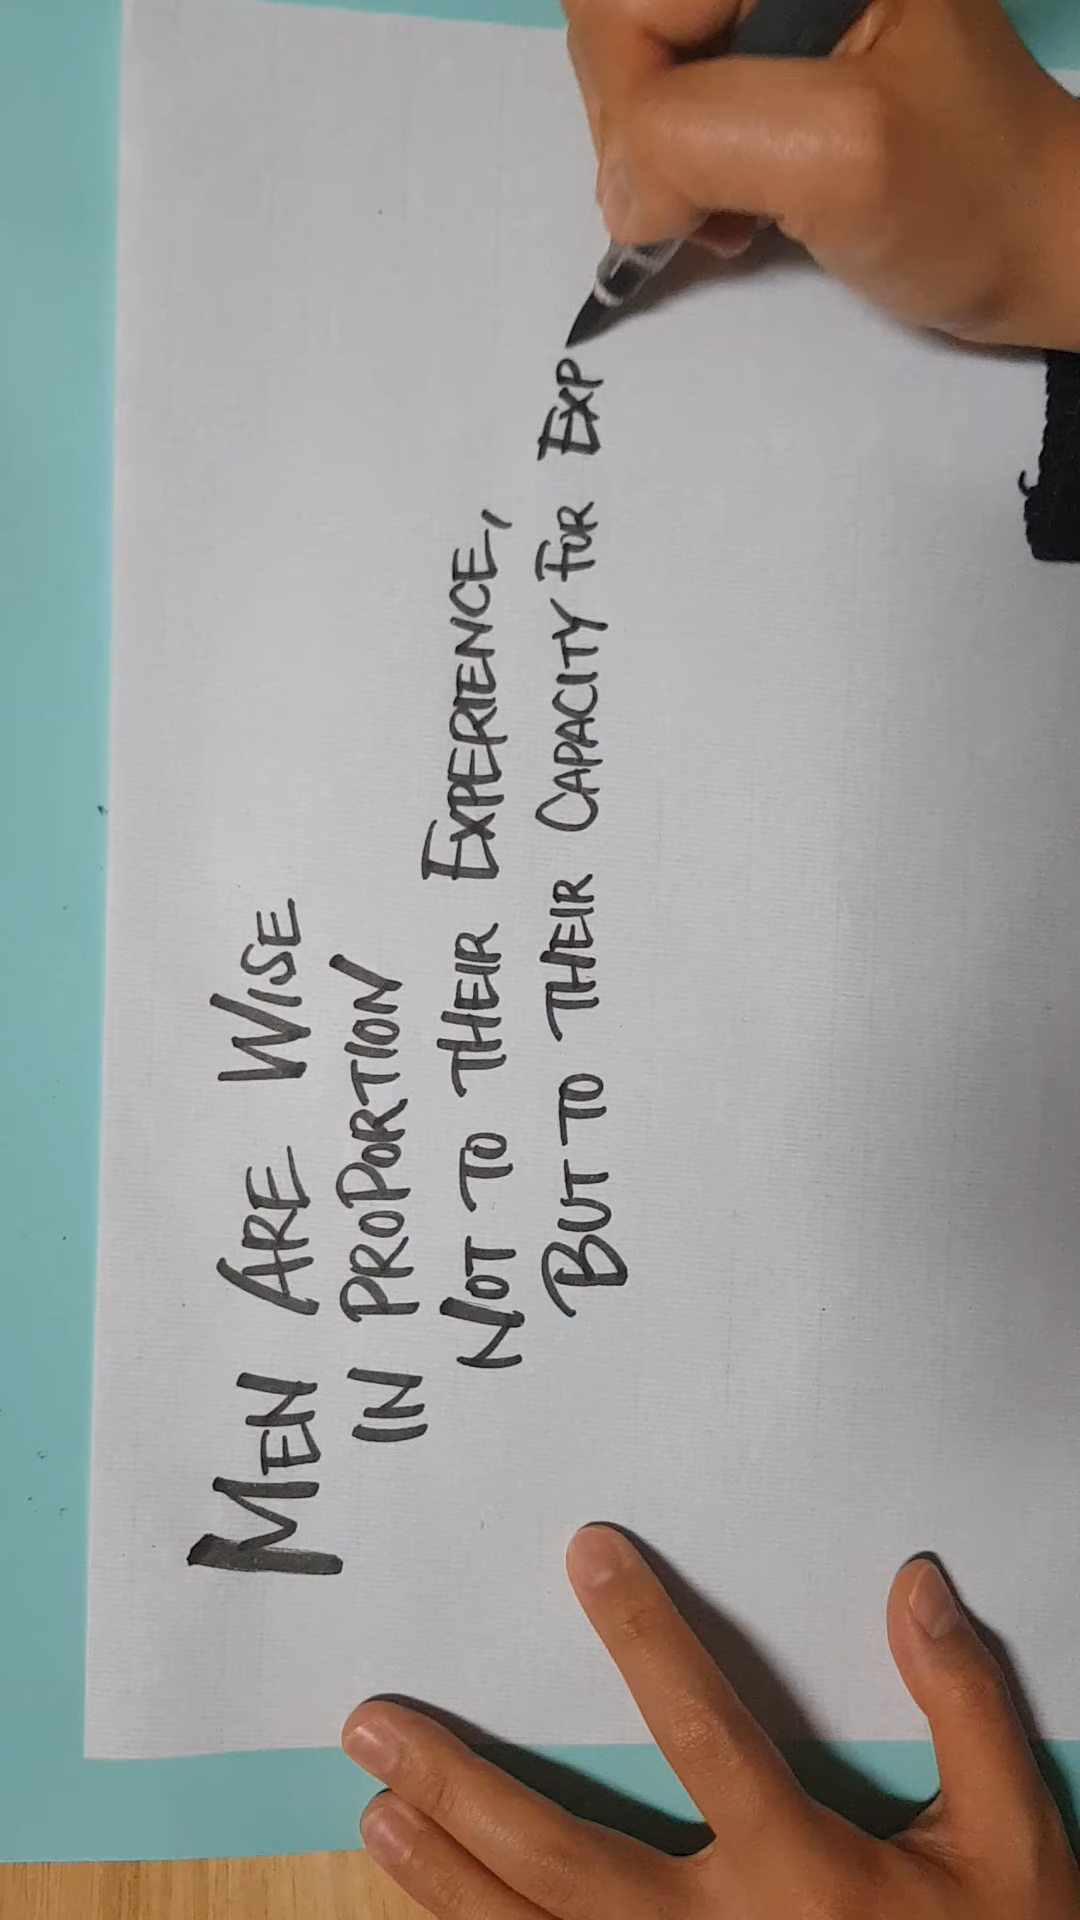 Men Are Wise
in proportion
Not to their Experience,
But to their Capacity for Exp